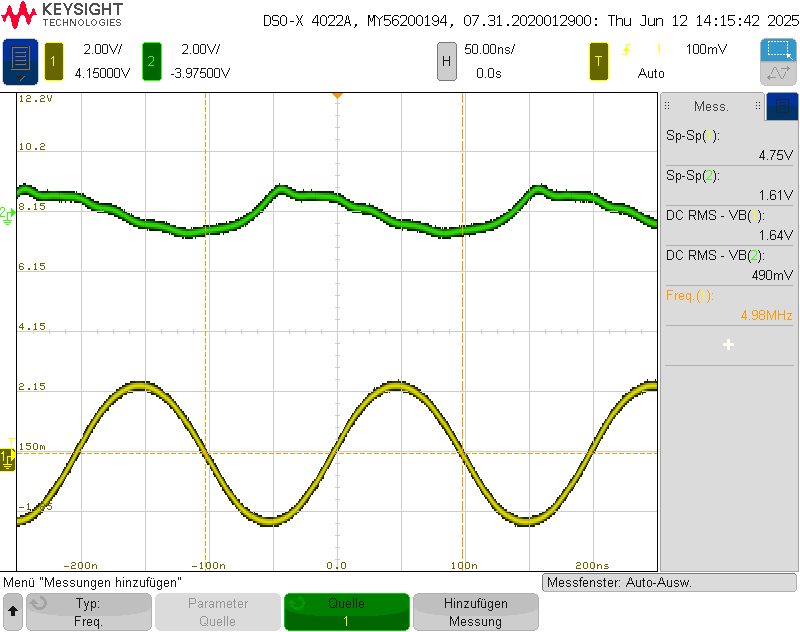 KEYSIGHT
TECHNOLOGIES
DSO-X 4022A, MY56200194, 07.31.2020012900: Thu Jun 12 14:15:42 2025
1
2.00V/
4.15000V
2
2.00V/
-3.97500V
H
50.00ns/
0.0s
T
1
100mV
Auto
12.2V
10.2
8.15
6.15
4.15
2.15
150m
-200n
-100n
0.0
100n
200ns
2
T
1
Mess.
Sp-Sp( ):
4.75V
Sp-Sp(2):
1.61V
DC RMS - VB(1):
1.64V
DC RMS - VB(2):
490mV
Freq.( ):
4.98MHz
Menü "Messungen hinzufügen"
Messfenster: Auto-Ausw.
Typ:
Freq.
Parameter
Quelle
Quelle
1
Hinzufügen
Messung